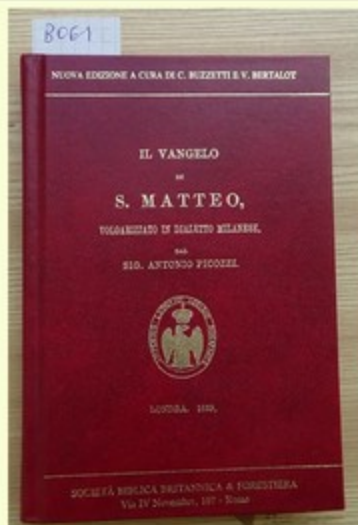 B061
NUOVA EDIZIONE A CURA DI C. BUZZETTI E V. BERTALOT
IL VANGELO
DI
S. MATTEO,
VOLGARIZZATO IN DIALETTO MILANESE,
DAL
SIG. ANTONIO PICOZZI.
LONDRA.
SOCIETÀ BIBLICA BRITANNICA & FORESTIERA
Via IV Novembre, 107 - Roma